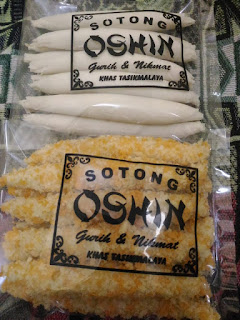 SOTONG
OSHIN
Gurih & Nikmat
KHAS TASIKMALAYA
SOTONG
OSHIN
Gurih & Nikmat
KHAS TASIKMALAYA